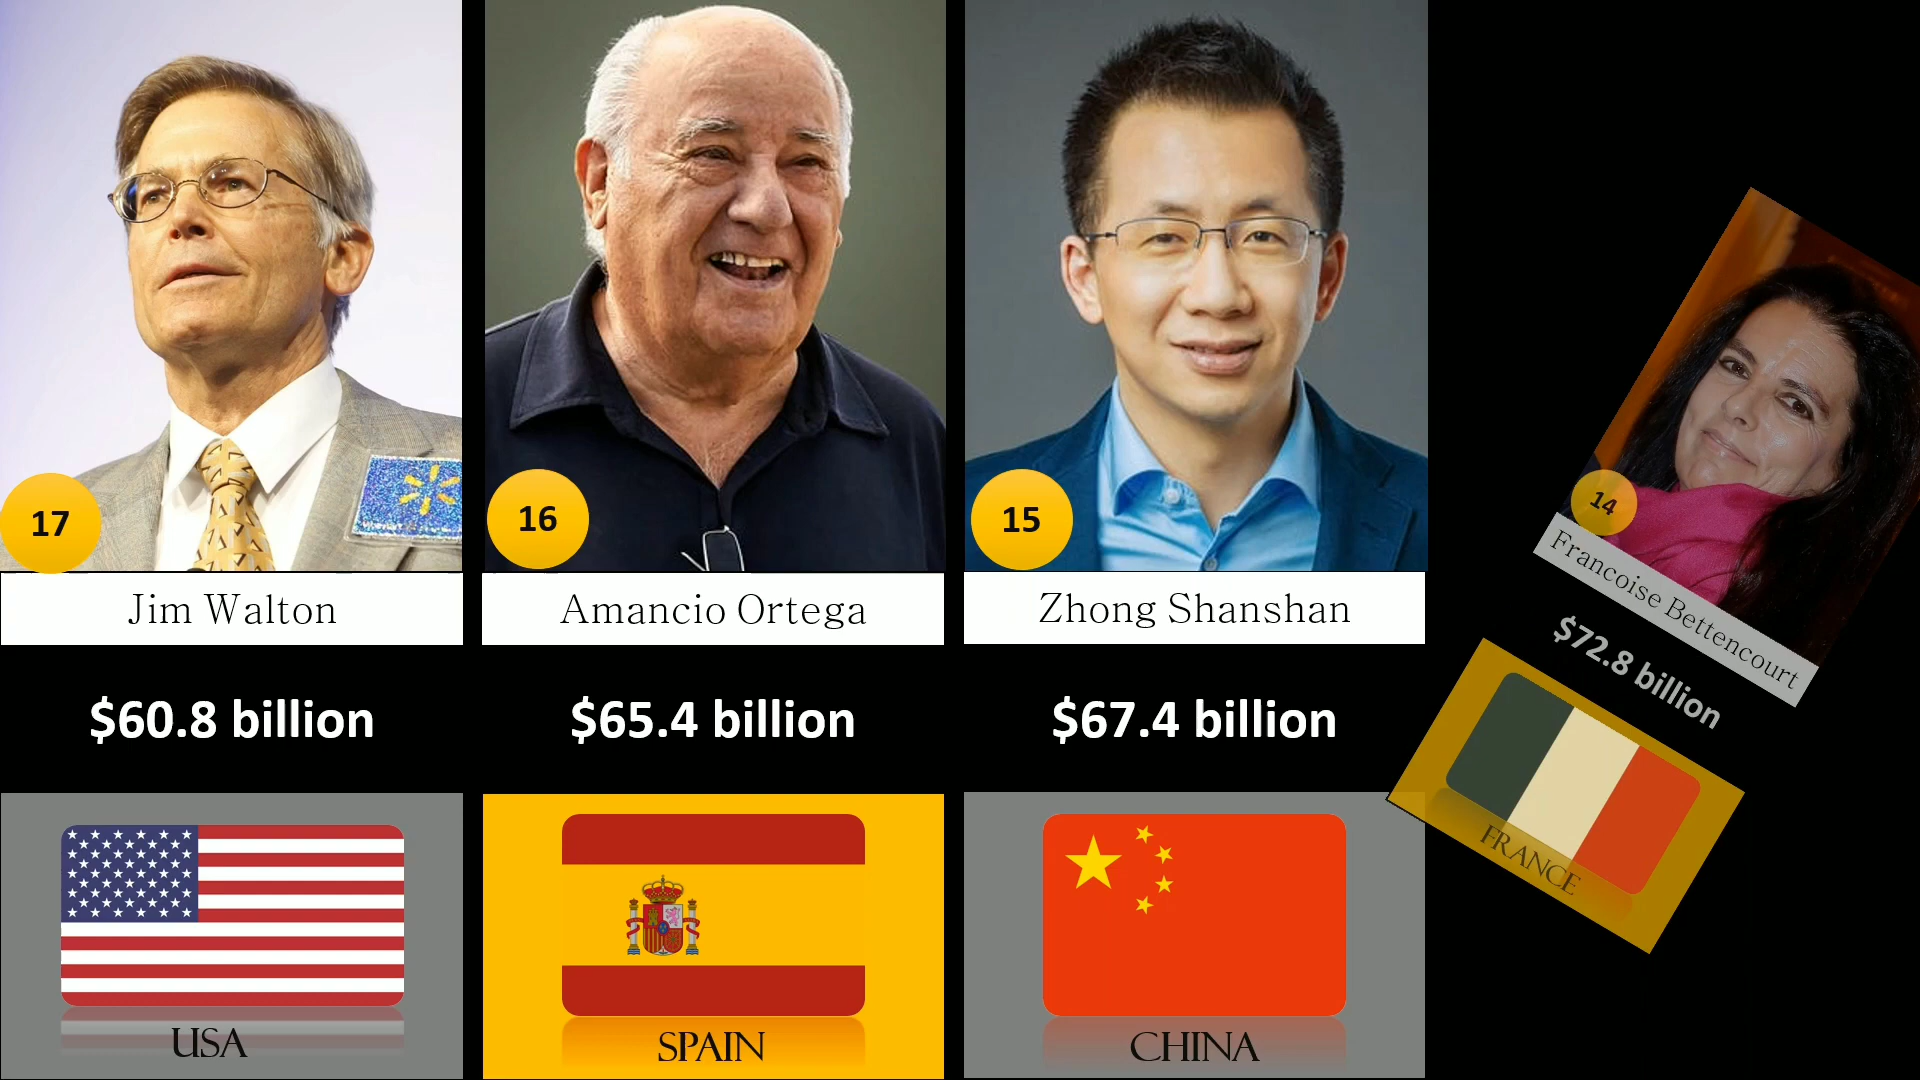 17
Jim Walton
$60.8 billion
USA
16
Amancio Ortega
$65.4 billion
SPAIN
15
Zhong Shanshan
$67.4 billion
CHINA
14
Francoise Bettencourt
$72.8 billion
FRANCE